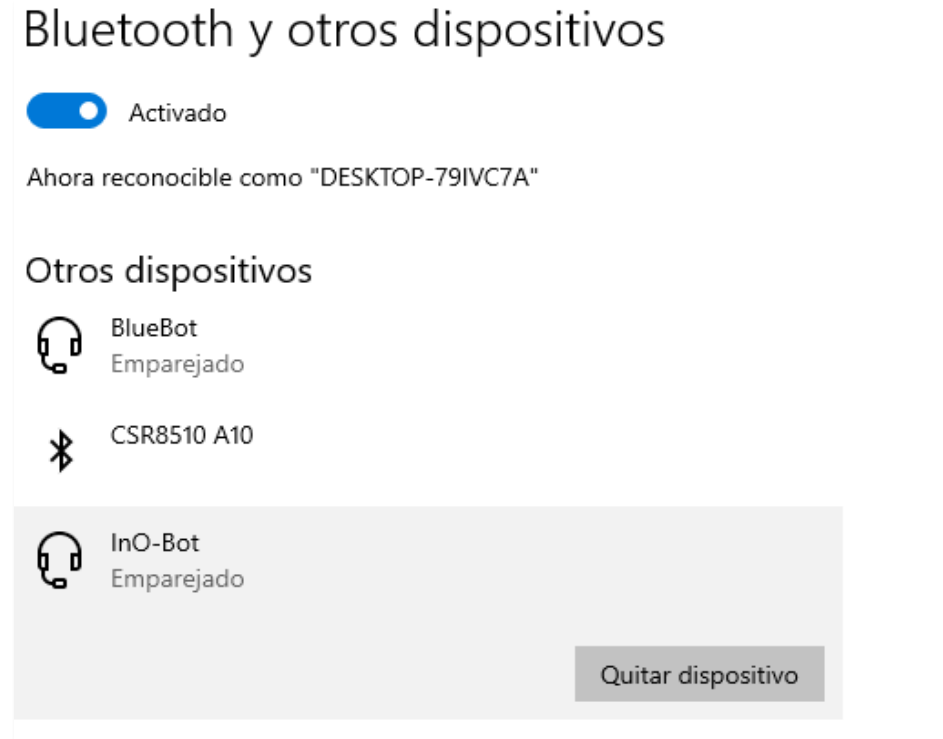 Bluetooth y otros dispositivos
Activado
Ahora reconocible como "DESKTOP-79IVC7A"
Otros dispositivos
BlueBot
Emparejado
CSR8510 A10
InO-Bot
Emparejado
Quitar dispositivo